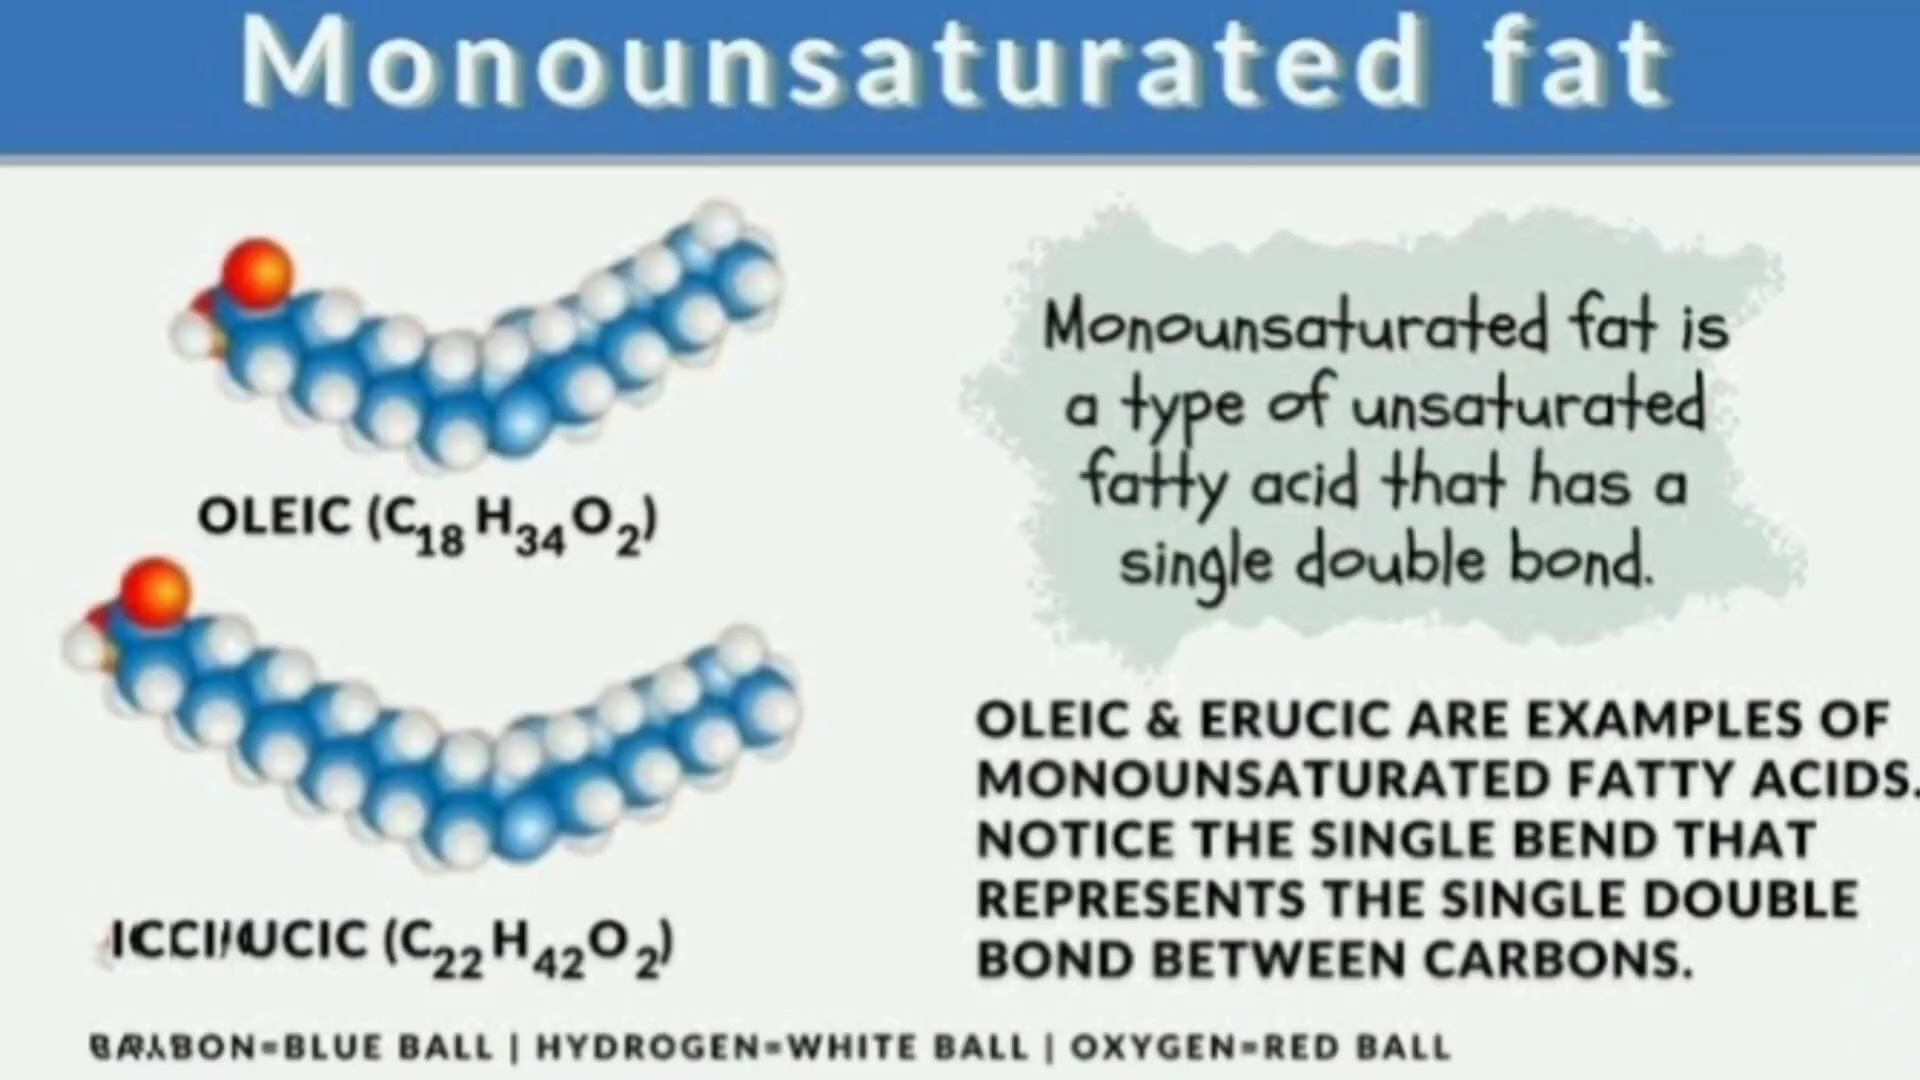 Monounsaturated fat
Monounsaturated fat is
a type of unsaturated
fatty acid that has a
single double bond.
OLEIC (C18H34O2)
(C22H42O2)
OLEIC & ERUCIC ARE EXAMPLES OF
MONOUNSATURATED FATTY ACIDS.
NOTICE THE SINGLE BEND THAT
REPRESENTS THE SINGLE DOUBLE
BOND BETWEEN CARBONS.
=BLUE BALL | HYDROGEN=WHITE BALL | OXYGEN=RED BALL